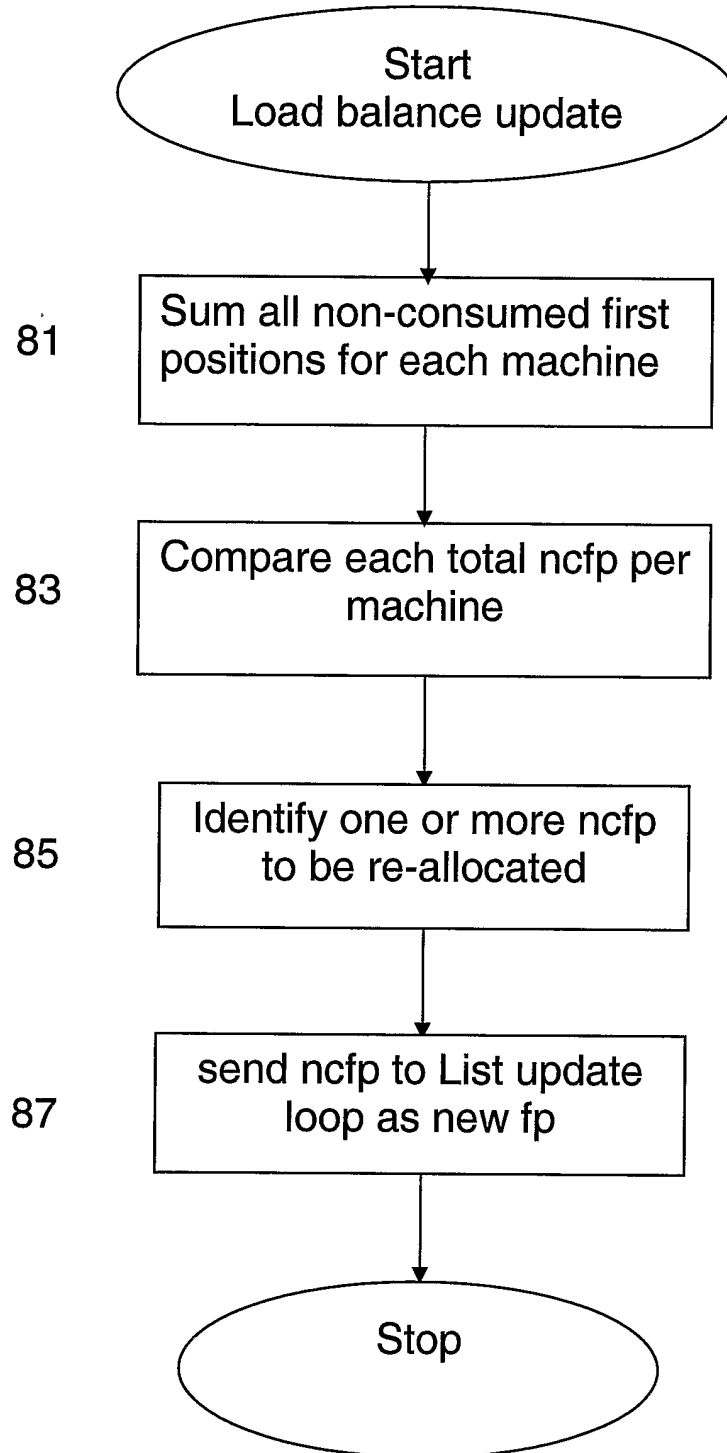 Start
Load balance update
81
Sum all non-consumed first
positions for each machine
83
Compare each total ncfp per
machine
85
Identify one or more ncfp
to be re-allocated
87
send ncfp to List update
loop as new fp
Stop